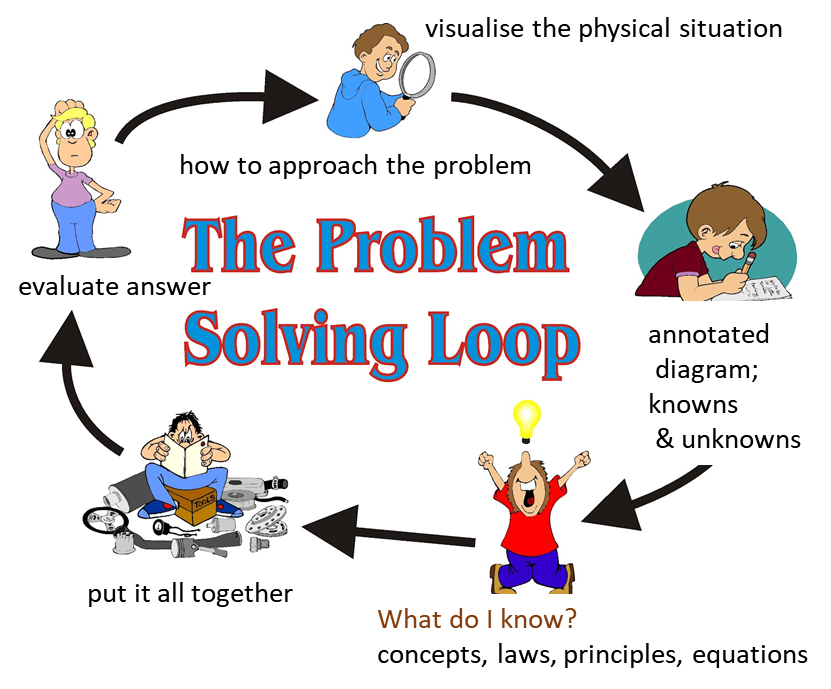 visualise the physical situation
how to approach the problem
The Problem
Solving Loop
annotated
diagram;
knowns
& unknowns
What do I know?
concepts, laws, principles, equations
TOOLS
put it all together
evaluate answer